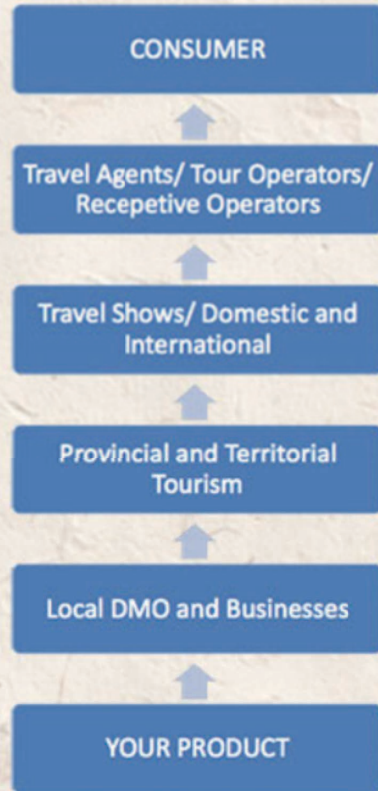 CONSUMER
Travel Agents/ Tour Operators/
Recepetive Operators
Travel Shows/ Domestic and
International
Provincial and Territorial
Tourism
Local DMO and Businesses
YOUR PRODUCT